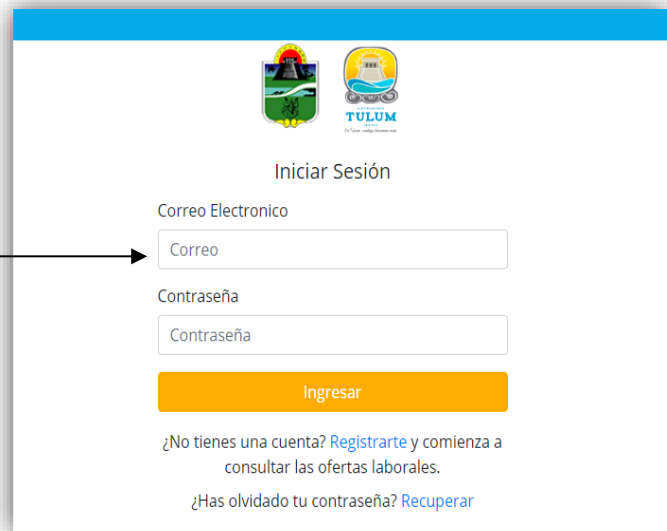 TULUM
Iniciar Sesión
Correo Electronico
Correo
Contraseña
Contraseña
Ingresar
¿No tienes una cuenta? Registrarte y comienza a
consultar las ofertas laborales.
¿Has olvidado tu contraseña? Recuperar